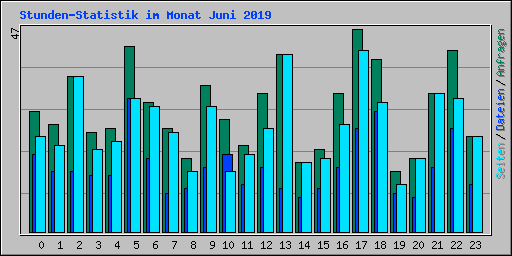 Stunden-Statistik im Monat Juni 2019
47
Seiten / Dateien / Anfragen
0 1 2 3 4 5 6 7 8 9 10 11 12 13 14 15 16 17 18 19 20 21 22 23